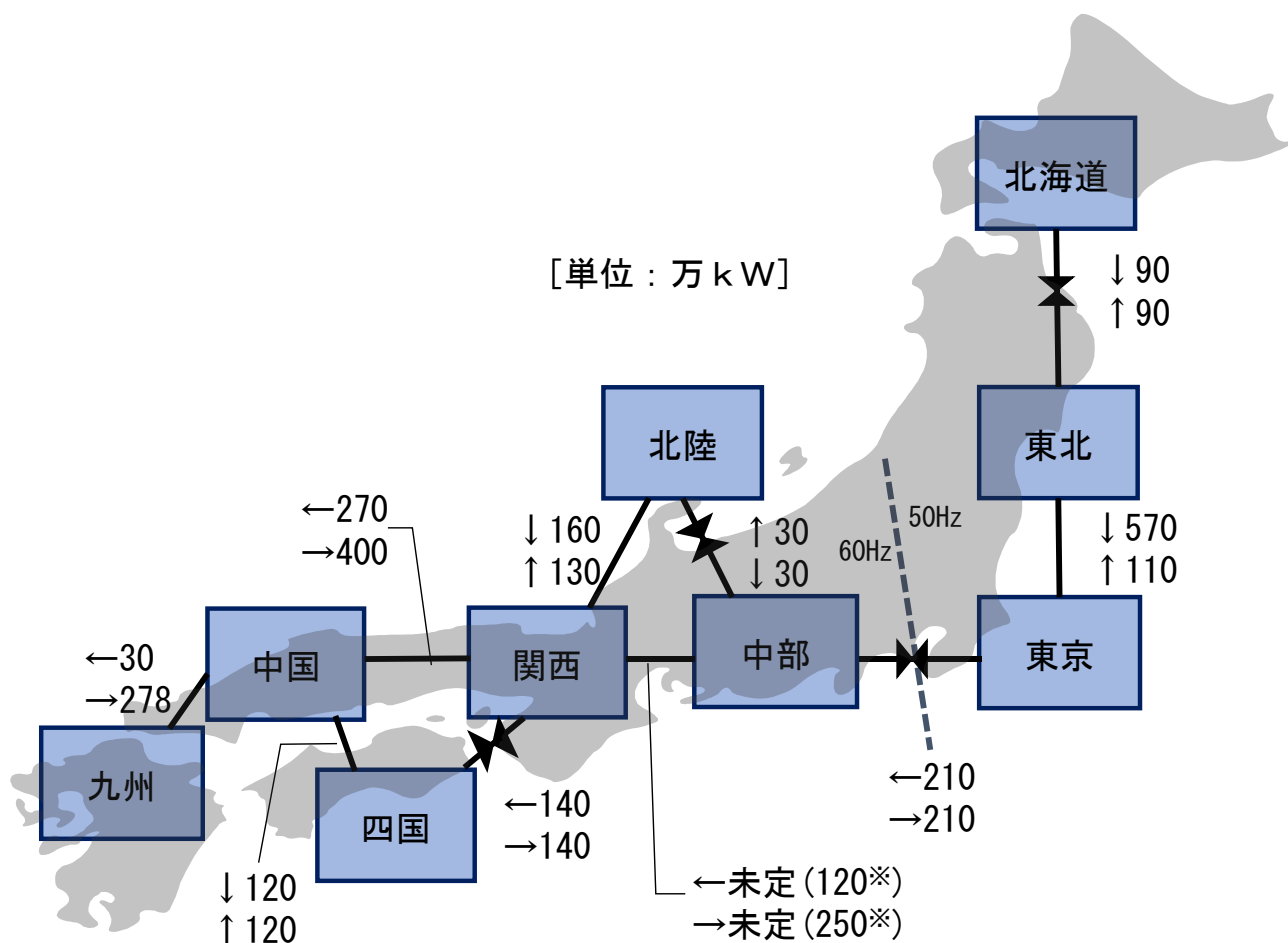 北海道
[単位：万ｋＷ]
↓90
↑90
北陸
東北
←270
→400
↓160
↑130
↑30
↓30
50Hz
60Hz
↓570
↑110
←30
→278
中国
関西
中部
東京
九州
四国
←140
→140
←210
→210
↓120
↑120
←未定(120※)
→未定(250※)